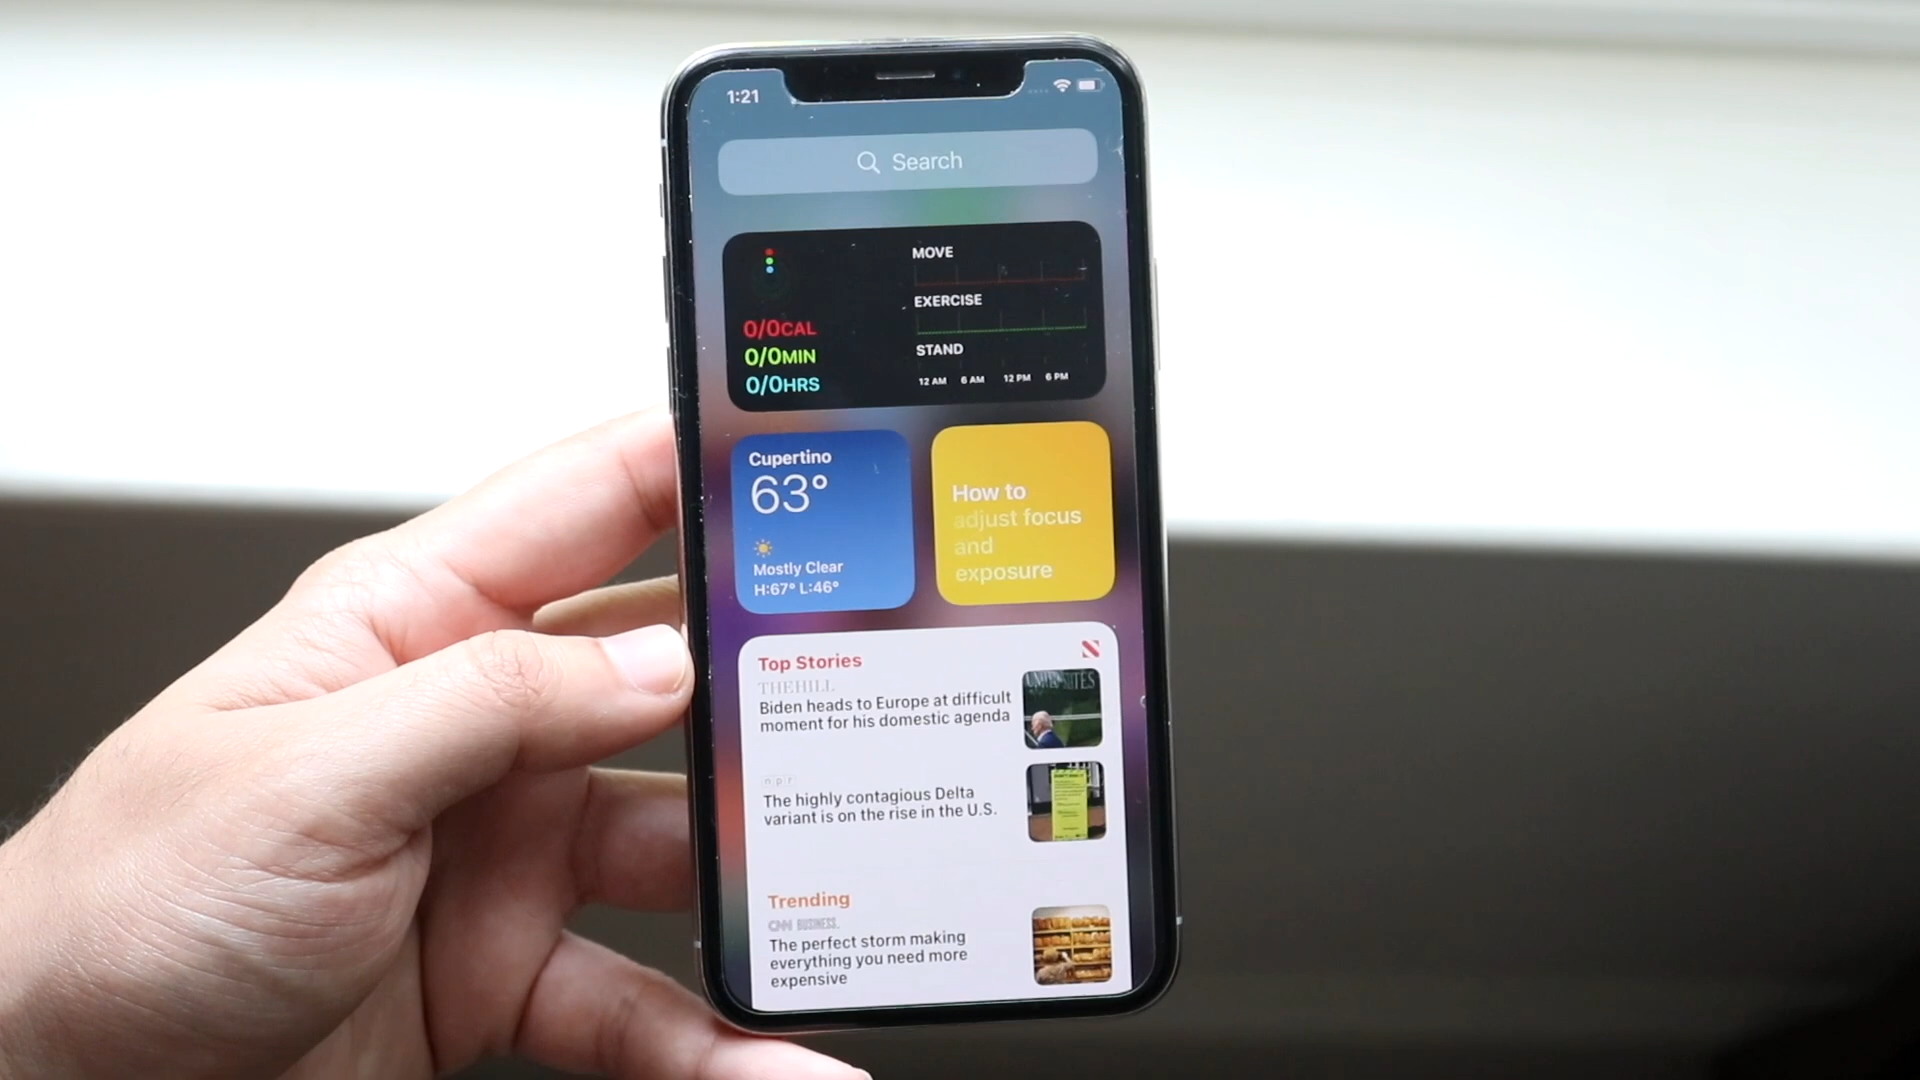 1:21
Search
MOVE
EXERCISE
STAND
12 AM 6 AM 12 PM 6 PM
0/0CAL
0/0MIN
0/0HRS
Cupertino
63°
Mostly Clear
H:67° L:46°
How to
adjust focus
and
exposure
Top Stories
THE HILL
Biden heads to Europe at difficult
moment for his domestic agenda
npr
The highly contagious Delta
variant is on the rise in the U.S.
Trending
CNN BUSINESS
The perfect storm making
everything you need more
expensive